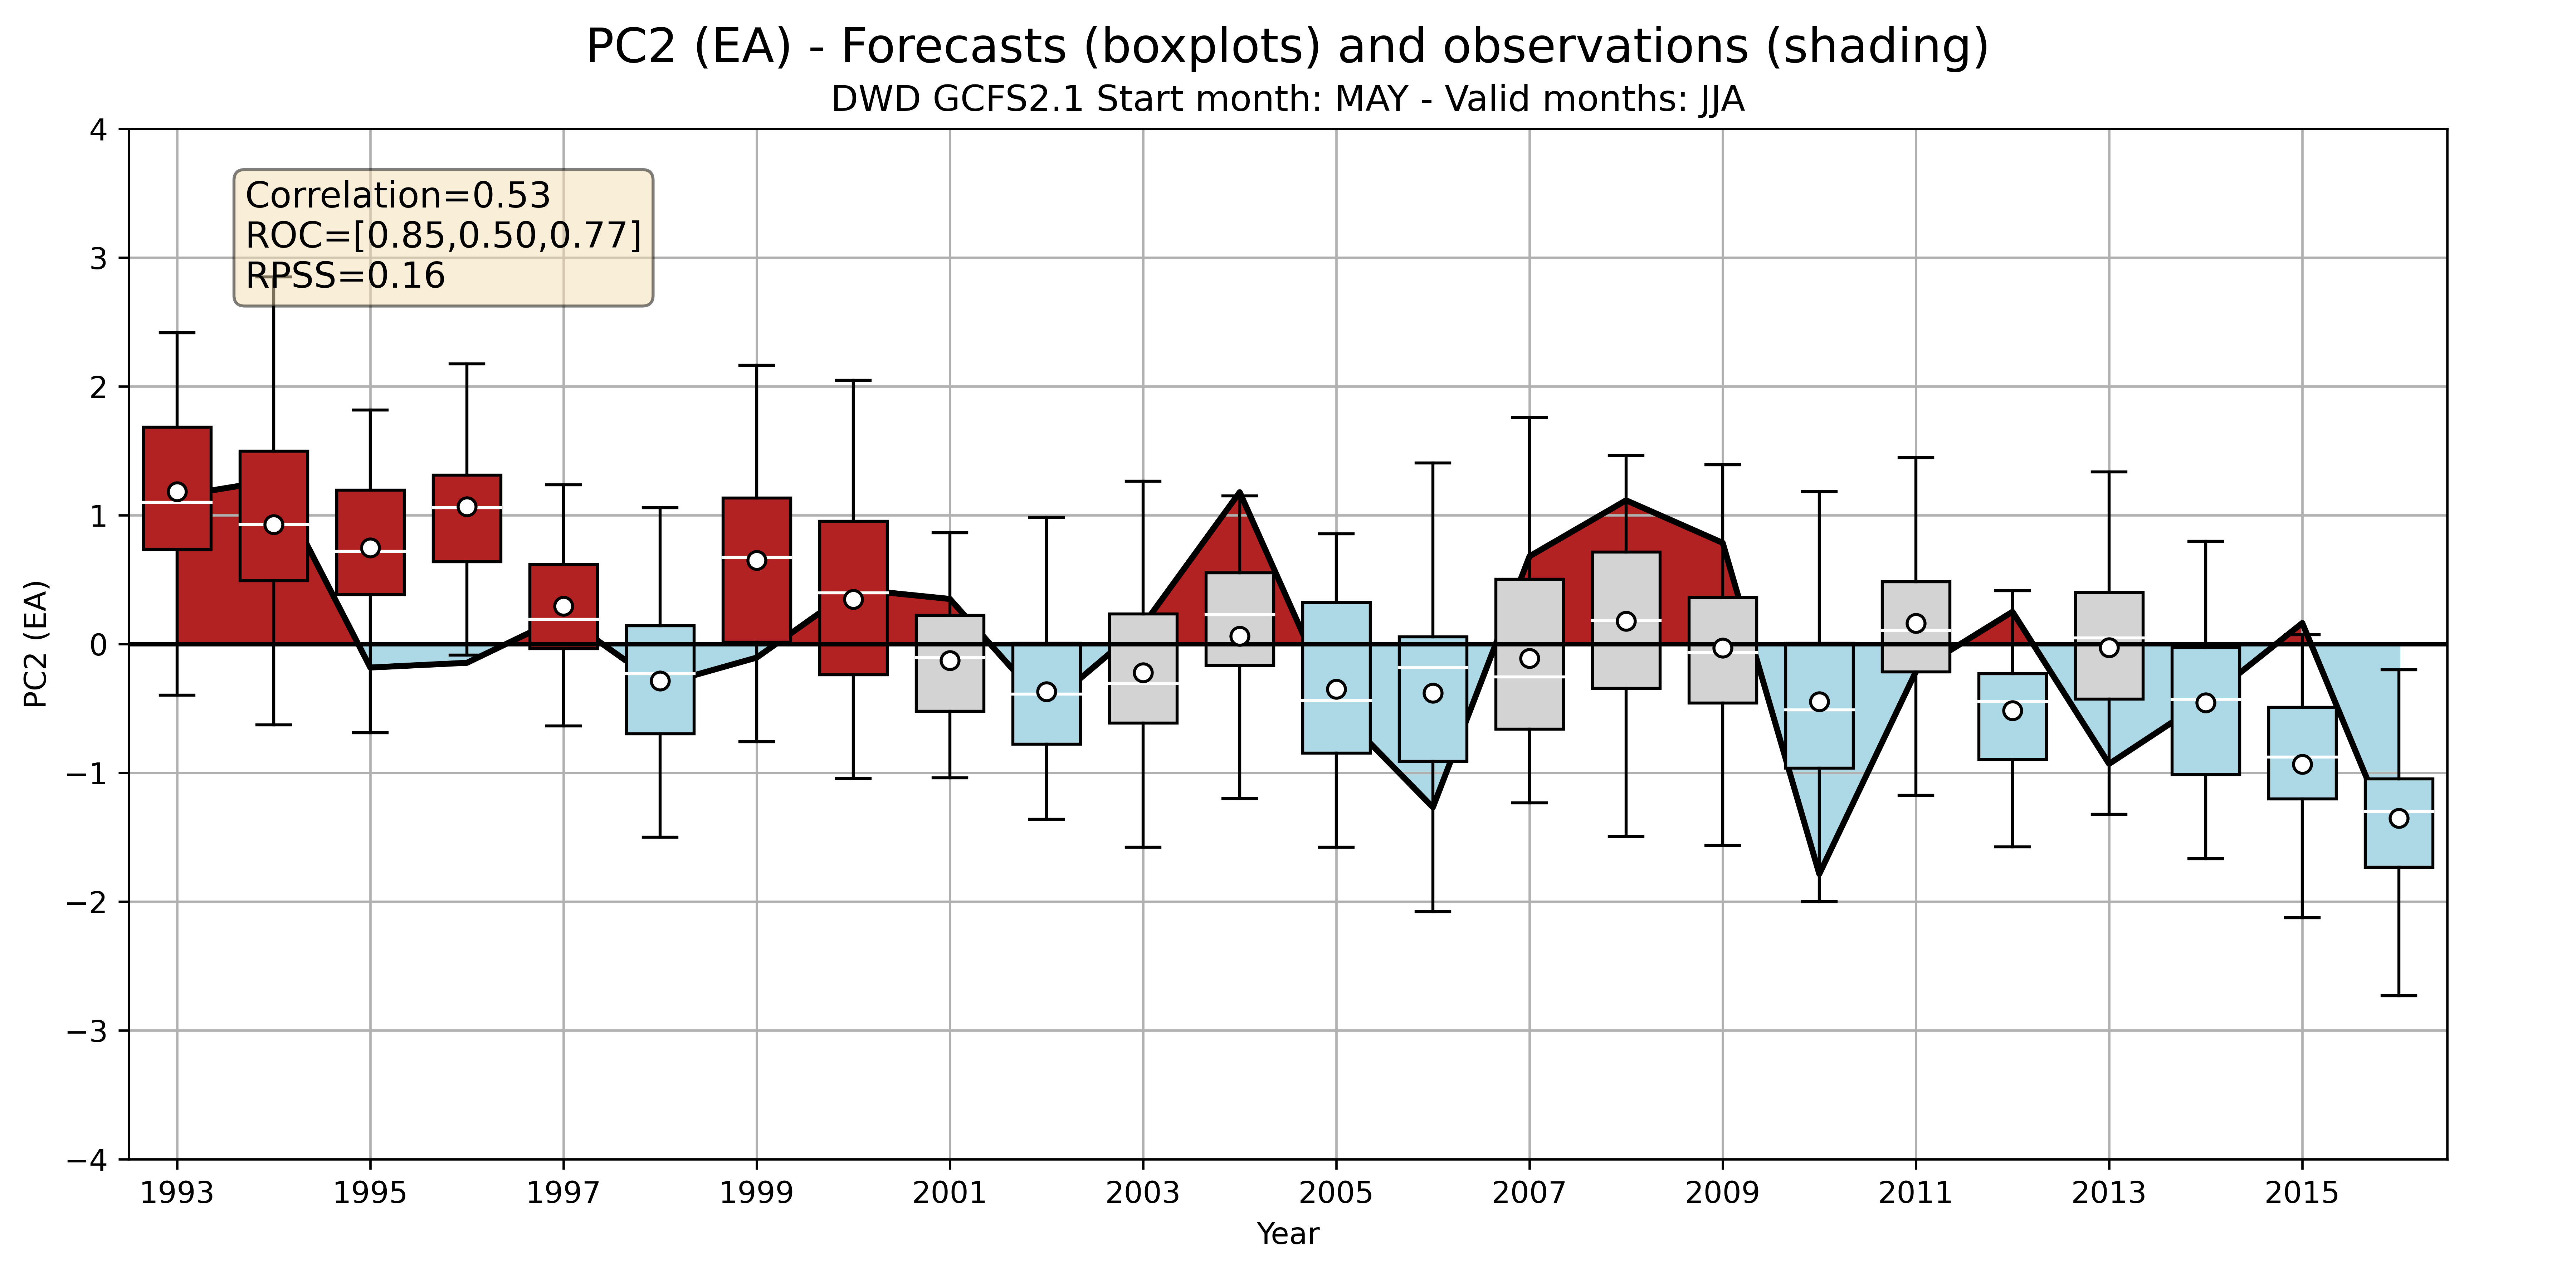 PC2 (EA) - Forecasts (boxplots) and observations (shading)
DWD GCFS2.1 Start month: MAY - Valid months: JJA
Correlation=0.53
ROC=[0.85,0.50,0.77]
RPSS=0.16
PC2 (EA)
4
3
2
1
0
−1
−2
−3
−4
1993 1995 1997 1999 2001 2003 2005 2007 2009 2011 2013 2015
Year